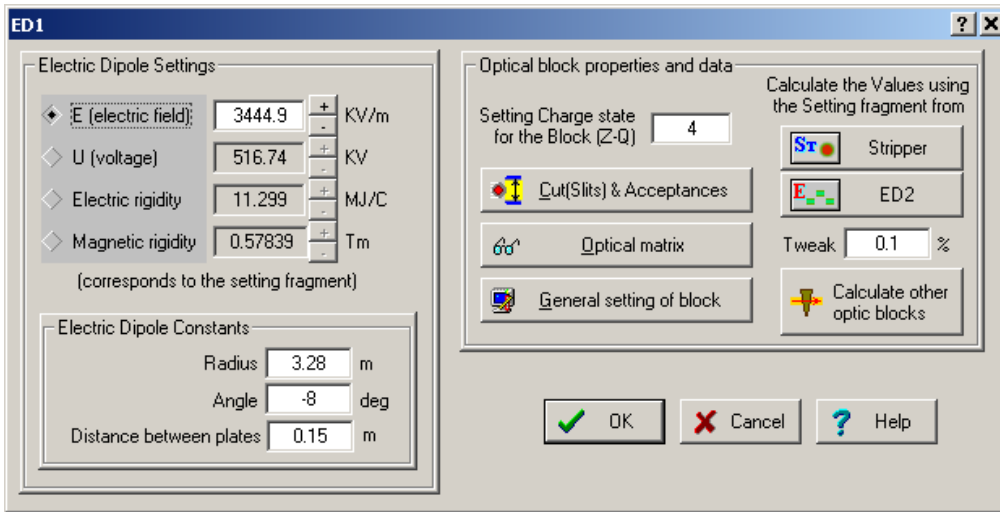 ED1
Electric Dipole Settings
E (electric field) 3444.9 + - KV/m
U (voltage) 516.74 + - KV
Electric rigidity 11.299 + - MJ/C
Magnetic rigidity 0.57839 + - Tm
(corresponds to the setting fragment)
Electric Dipole Constants
Radius 3.28 m
Angle -8 deg
Distance between plates 0.15 m
Optical block properties and data
Setting Charge state
for the Block (Z-Q) 4
Cut(Slits) & Acceptances
Optical matrix
General setting of block
Calculate the Values using
the Setting fragment from
ST Stripper
E ED2
Tweak 0.1 %
Calculate other
optic blocks
OK
Cancel
? Help